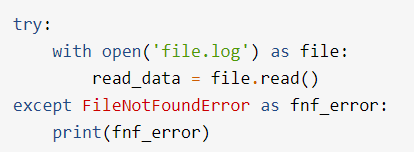 try:
    with open('file.log') as file:
        read_data = file.read()
except FileNotFoundError as fnf_error:
    print(fnf_error)